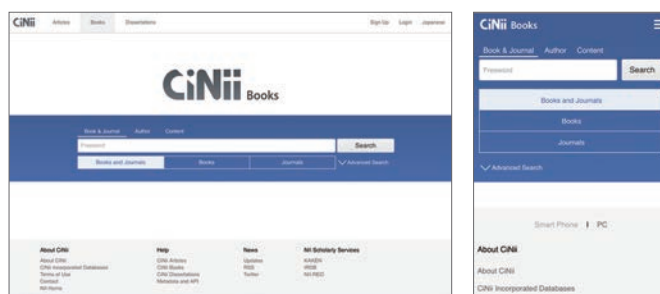 CiNii Articles Books Dissertations Sign Up Login Japanese
CiNii Books
Book & Journal Author Content
Freeword Search
Books and Journals Books Journals Advanced Search
About CiNii Help News NII Scholarly Services
About CiNii CiNii Articles Updates KAKEN
CiNii Incorporated Databases CiNii Books RSS IRDB
Terms of Use CiNii Dissertations Twitter NII-REO
Contact Metadata and API
NII Home
CiNii Books
Book & Journal Author Content
Freeword Search
Books and Journals
Books
Journals
Advanced Search
Smart Phone | PC
About CiNii
About CiNii
CiNii Incorporated Databases